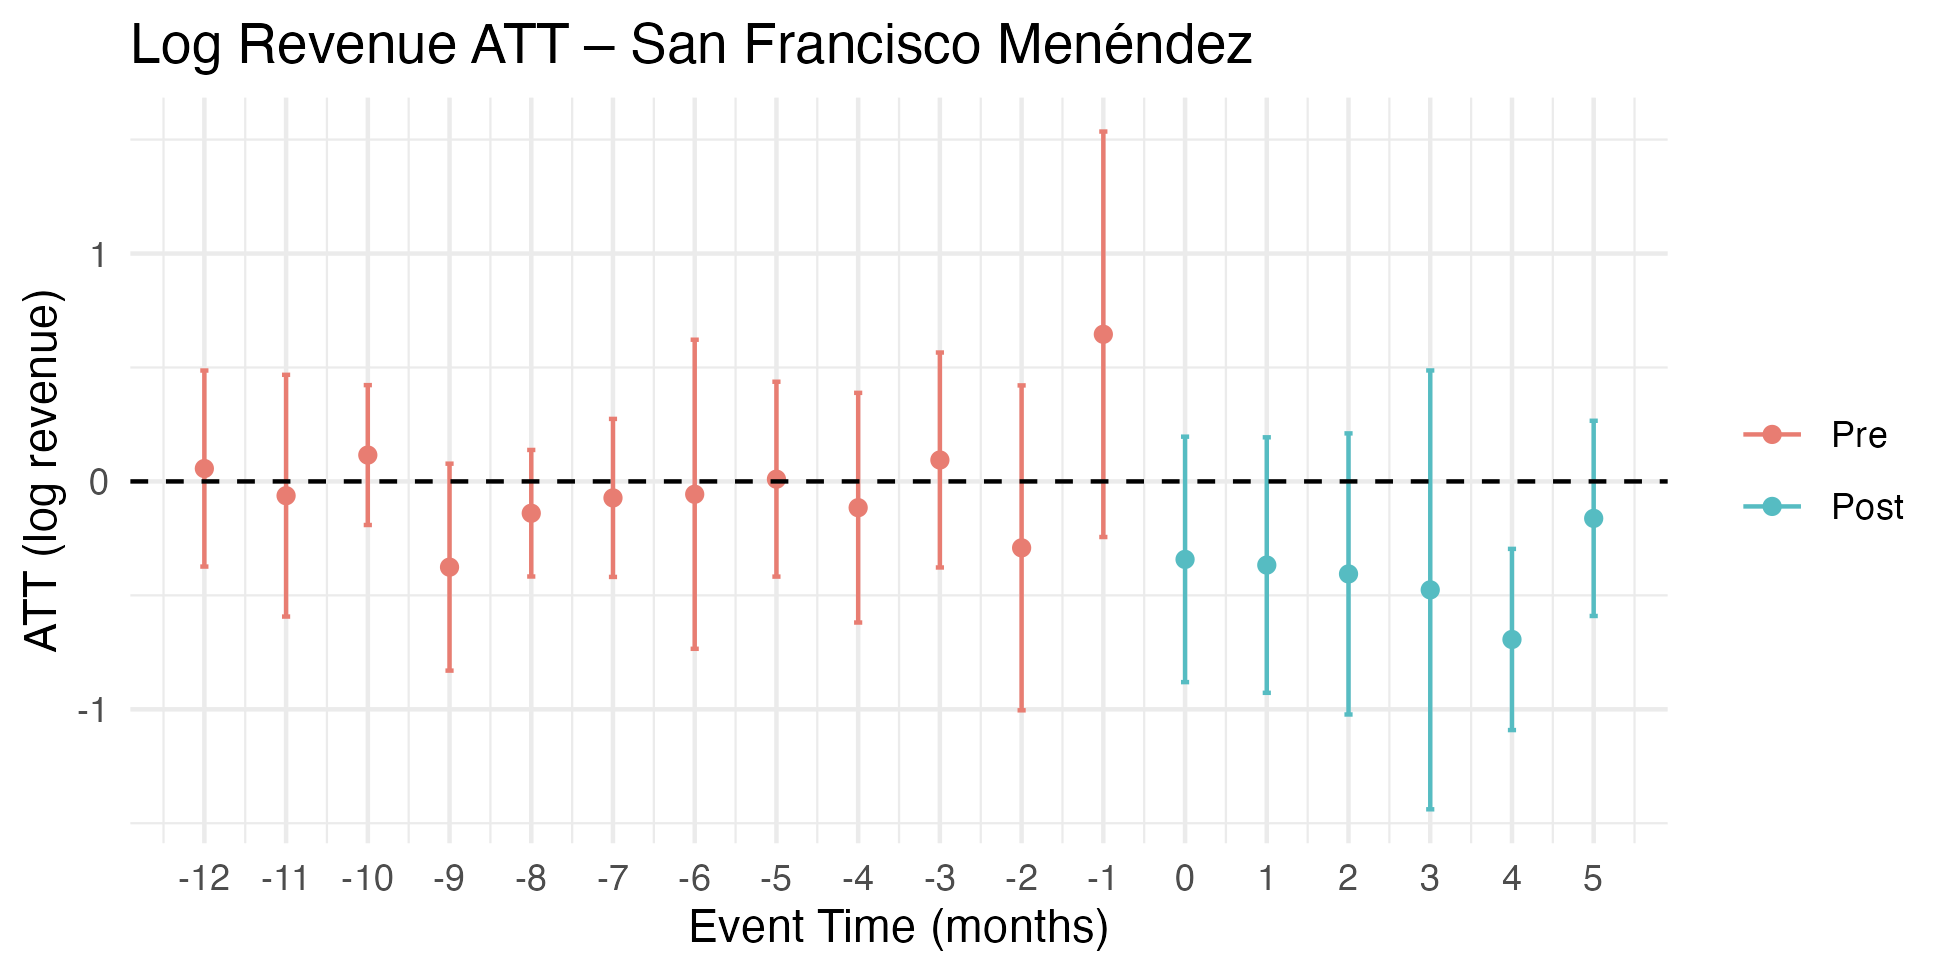 Log Revenue ATT – San Francisco Menéndez
ATT (log revenue)
1
0
-1
-12 -11 -10 -9 -8 -7 -6 -5 -4 -3 -2 -1 0 1 2 3 4 5
Event Time (months)
Pre
Post